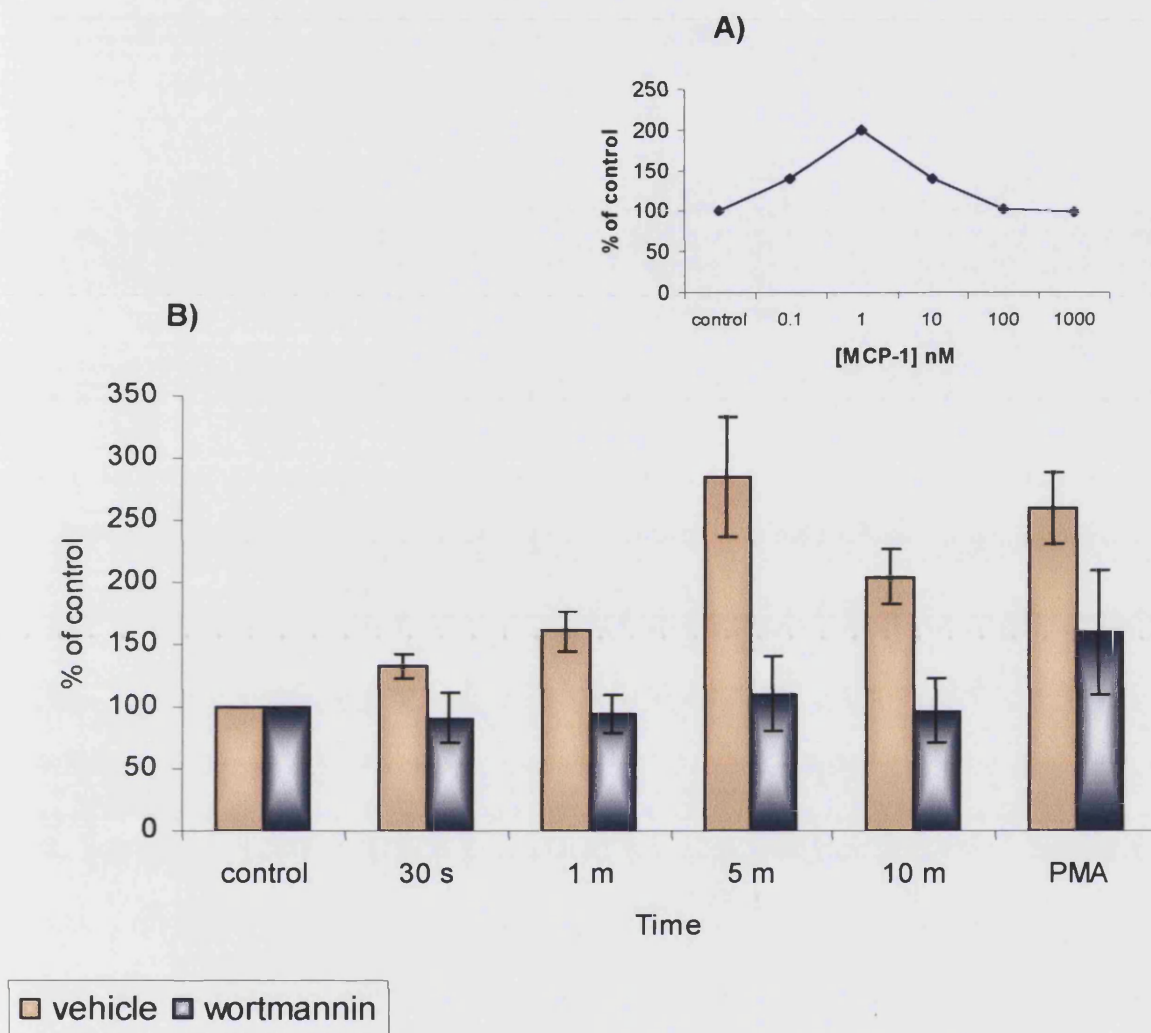 A)
250
200
150
100
50
0
% of control
control 0.1 1 10 100 1000
[MCP-1] nM
B)
350
300
250
200
150
100
50
0
% of control
control 30 s 1 m 5 m 10 m PMA
Time
vehicle wortmannin